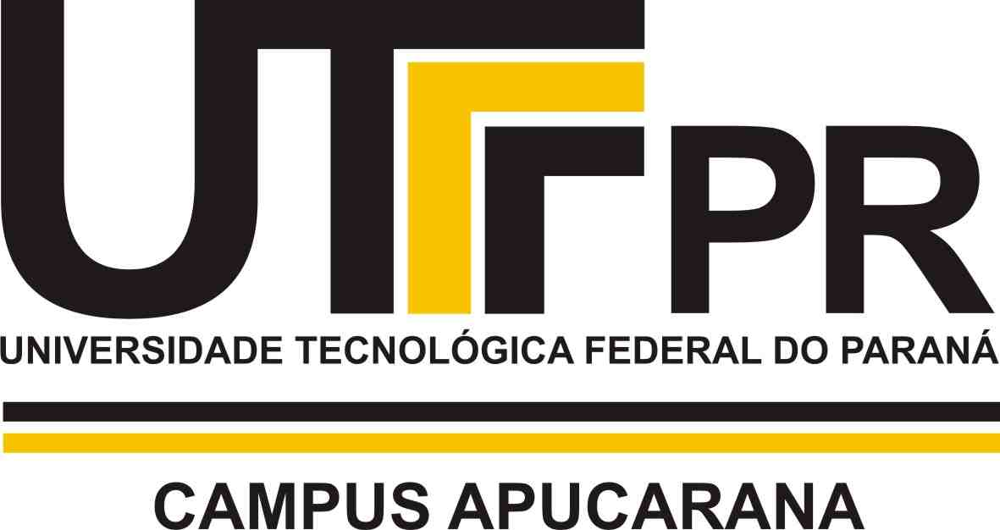 UTFPR
UNIVERSIDADE TECNOLÓGICA FEDERAL DO PARANÁ
CAMPUS APUCARANA